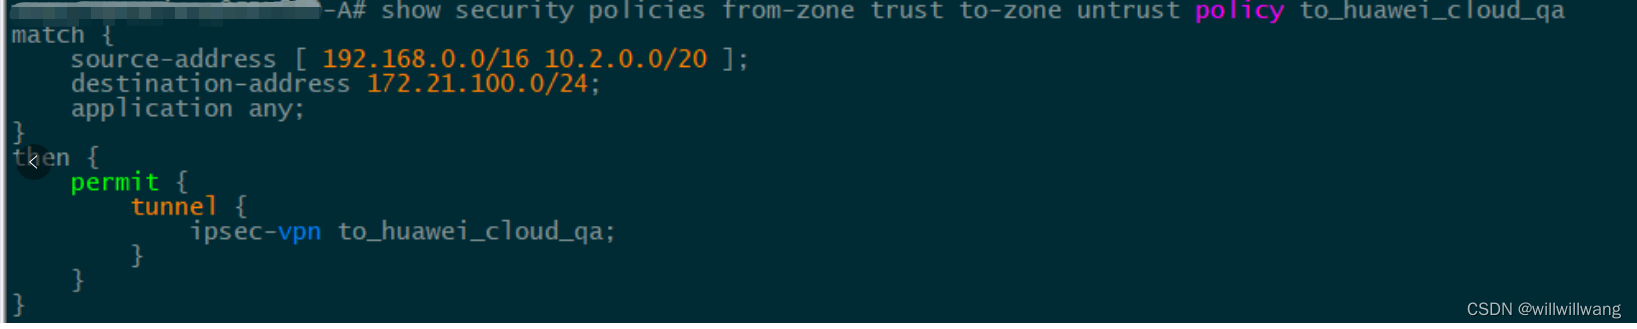 -A# show security policies from-zone trust to-zone untrust policy to_huawei_cloud_qa
match {
    source-address [ 192.168.0.0/16 10.2.0.0/20 ];
    destination-address 172.21.100.0/24;
    application any;
}
then {
    permit {
        tunnel {
            ipsec-vpn to_huawei_cloud_qa;
        }
    }
}
CSDN @willwillwang